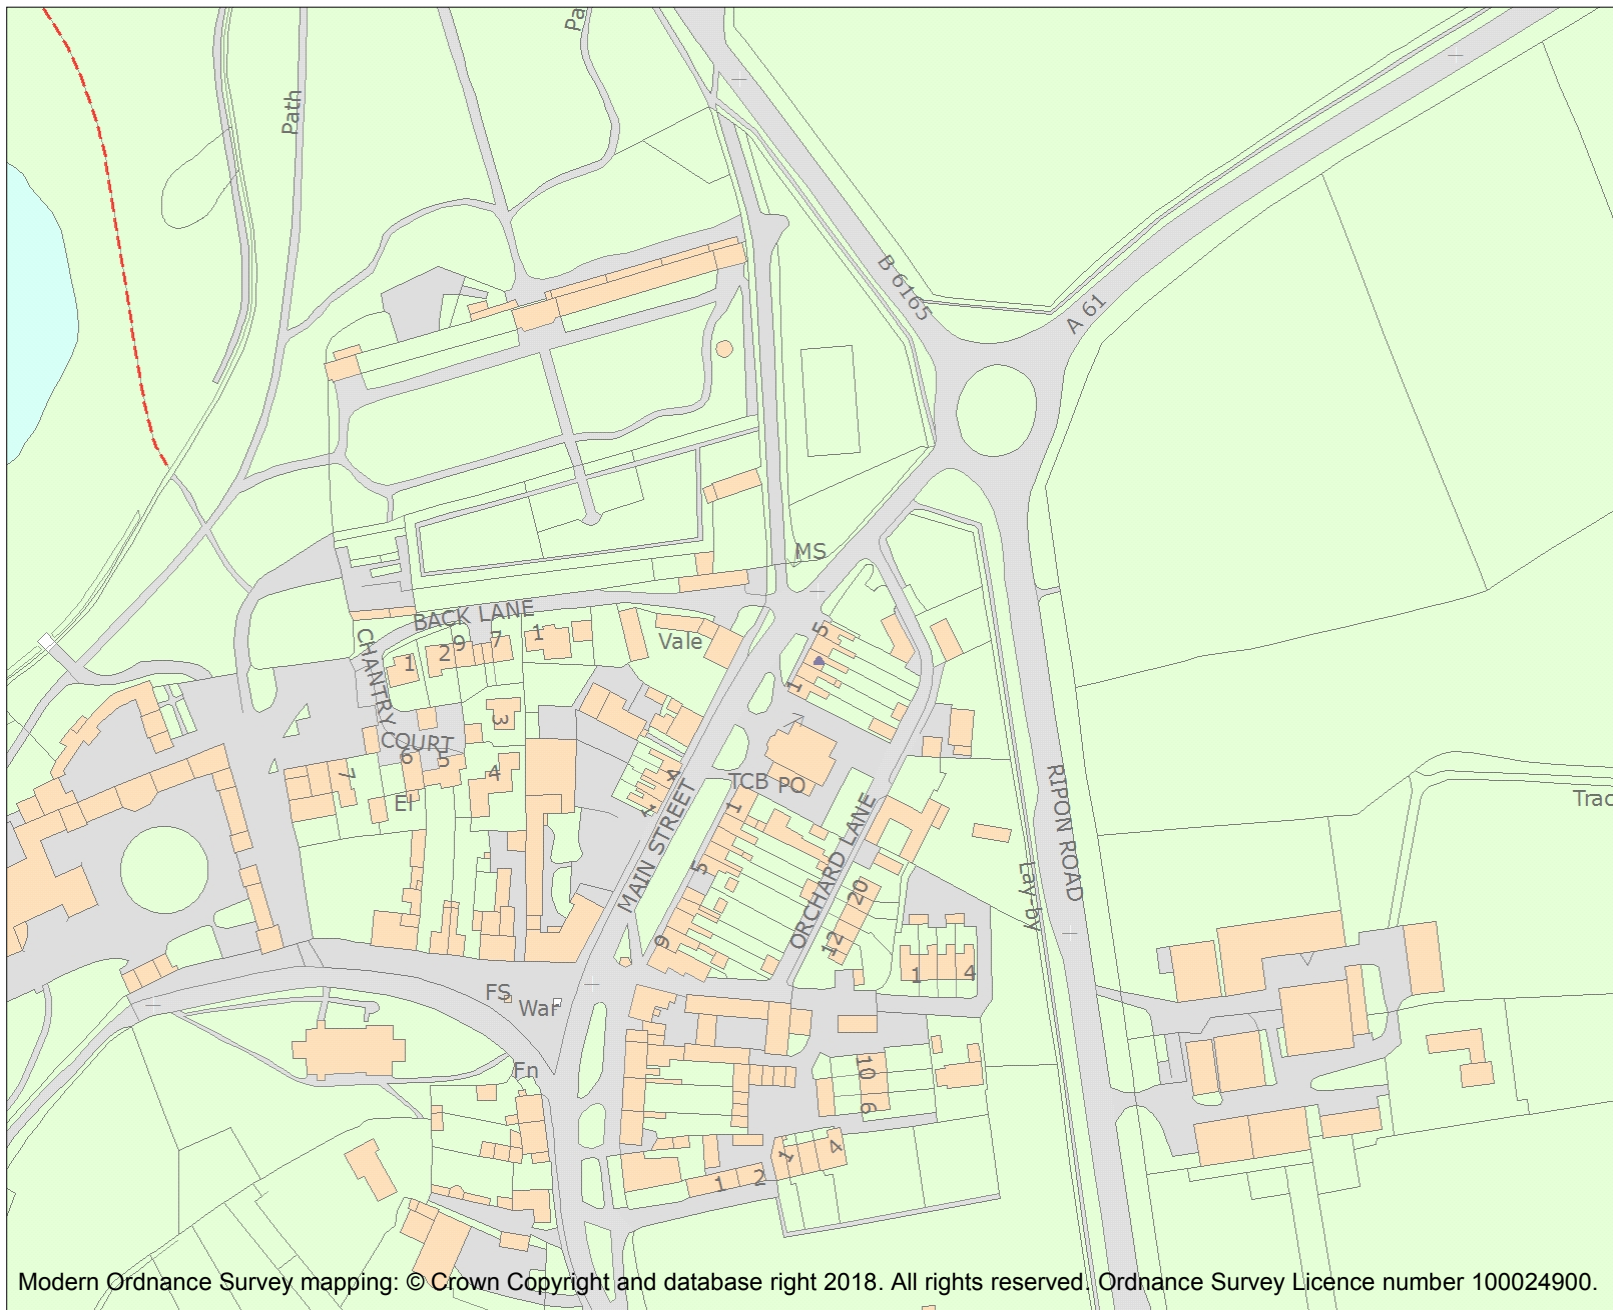 Pa
Path
B 6165
A 61
MS
BACK LANE
CHANTRY
COURT
1
2
9
7
1
Vale
5
1
3
7
6
5
4
El
4
1
TCB
PO
1
MAIN STREET
5
9
ORCHARD LANE
20
12
1
4
RIPON ROAD
Lay-by
Trac
FS
War
Fn
10
6
1
2
1
4
Modern Ordnance Survey mapping: © Crown Copyright and database right 2018. All rights reserved. Ordnance Survey Licence number 100024900.